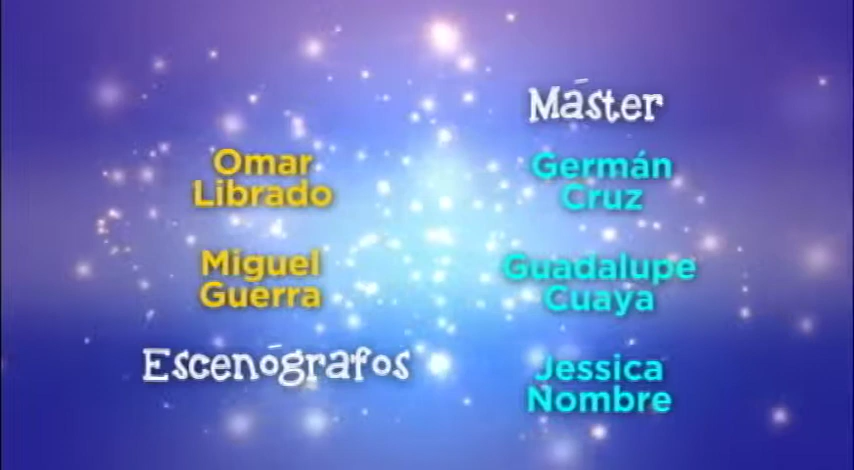 Omar
Librado
Miguel
Guerra
Escenógrafos
Máster
Germán
Cruz
Guadalupe
Cuaya
Jessica
Nombre